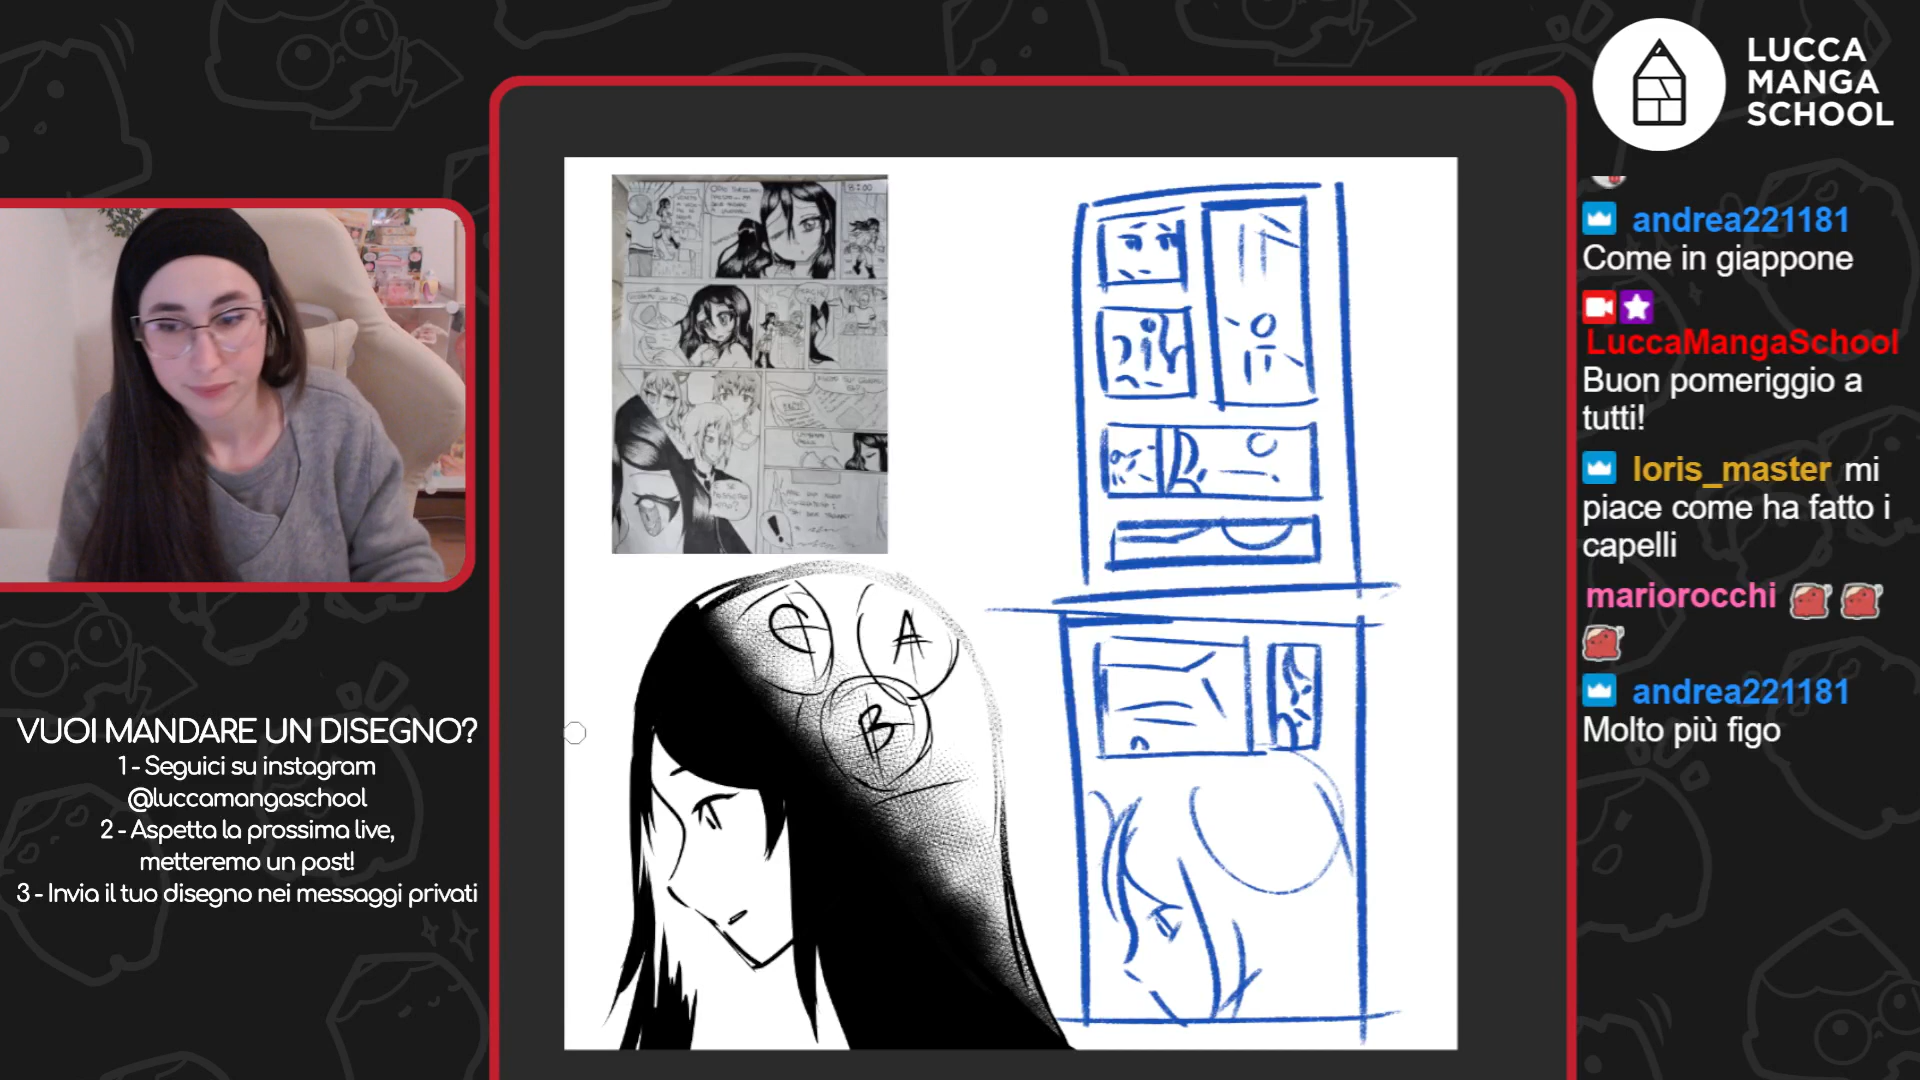 LUCCA
MANGA
SCHOOL
andrea221181
Come in giappone
LuccaMangaSchool
Buon pomeriggio a
tutti!
loris_master mi
piace come ha fatto i
capelli
mariorocchi
andrea221181
Molto più figo
8:00
C
A
B
VUOI MANDARE UN DISEGNO?
1 - Seguici su instagram
@luccamangaschool
2 - Aspetta la prossima live,
metteremo un post!
3 - Invia il tuo disegno nei messaggi privati